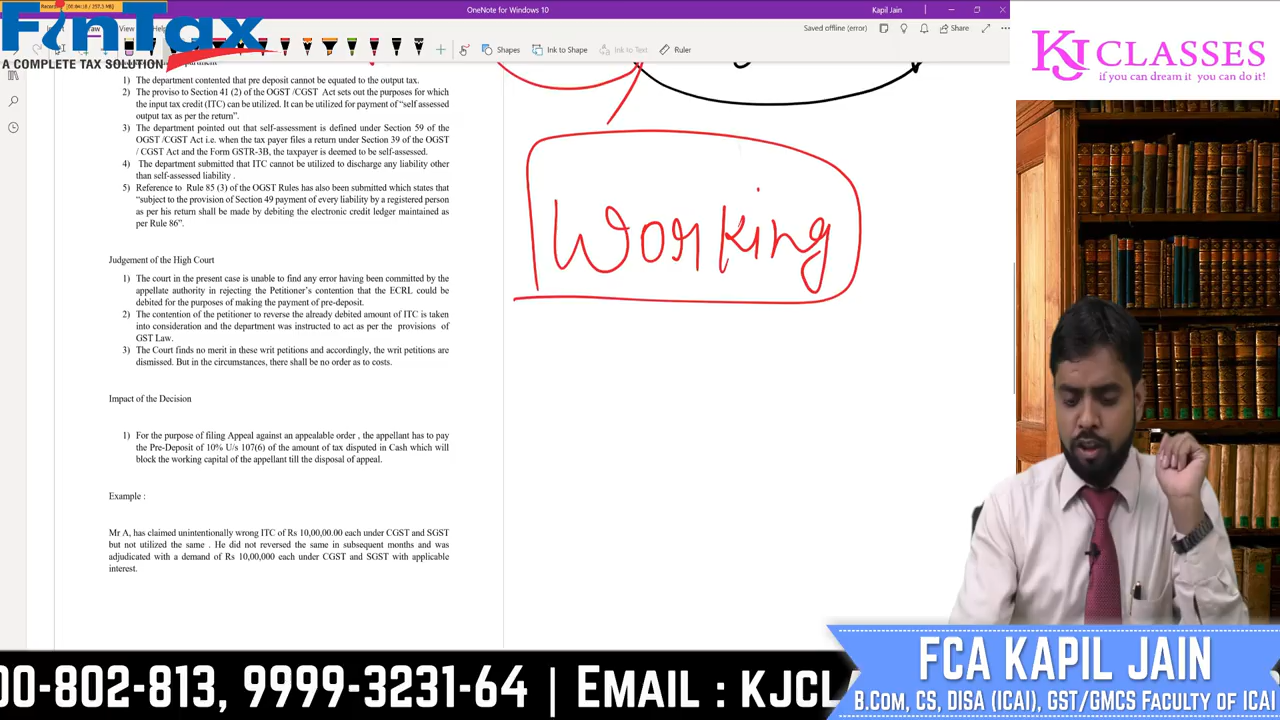 OneNote for Windows 10
Kapil Jain
FinTax
A COMPLETE TAX SOLUTION
View
Shapes
Ink to Shape
Ink to Text
Ruler
Saved offline (error)
Share
KJ CLASSES
if you can dream it you can do it!
1) The department contented that pre deposit cannot be equated to the output tax.
2) The proviso to Section 41 (2) of the OGST /CGST Act sets out the purposes for which
the input tax credit (ITC) can be utilized. It can be utilized for payment of “self assessed
output tax as per the return”.
3) The department pointed out that self-assessment is defined under Section 59 of the
OGST /CGST Act i.e. when the tax payer files a return under Section 39 of the OGST
/ CGST Act and the Form GSTR-3B, the taxpayer is deemed to be self-assessed.
4) The department submitted that ITC cannot be utilized to discharge any liability other
than self-assessed liability .
5) Reference to Rule 85 (3) of the OGST Rules has also been submitted which states that
“subject to the provision of Section 49 payment of every liability by a registered person
as per his return shall be made by debiting the electronic credit ledger maintained as
per Rule 86”.
Judgement of the High Court
1) The court in the present case is unable to find any error having been committed by the
appellate authority in rejecting the Petitioner’s contention that the ECRL could be
debited for the purposes of making the payment of pre-deposit.
2) The contention of the petitioner to reverse the already debited amount of ITC is taken
into consideration and the department was instructed to act as per the provisions of
GST Law.
3) The Court finds no merit in these writ petitions and accordingly, the writ petitions are
dismissed. But in the circumstances, there shall be no order as to costs.
Impact of the Decision
1) For the purpose of filing Appeal against an appealable order , the appellant has to pay
the Pre-Deposit of 10% U/s 107(6) of the amount of tax disputed in Cash which will
block the working capital of the appellant till the disposal of appeal.
Example :
Mr A, has claimed unintentionally wrong ITC of Rs 10,00,00.00 each under CGST and SGST
but not utilized the same . He did not reversed the same in subsequent months and was
adjudicated with a demand of Rs 10,00,000 each under CGST and SGST with applicable
interest.
Working
00-802-813, 9999-3231-64 | EMAIL : KJCLA
FCA KAPIL JAIN
B.COM, CS, DISA (ICAI), GST/GMCS FACULTY OF ICAI